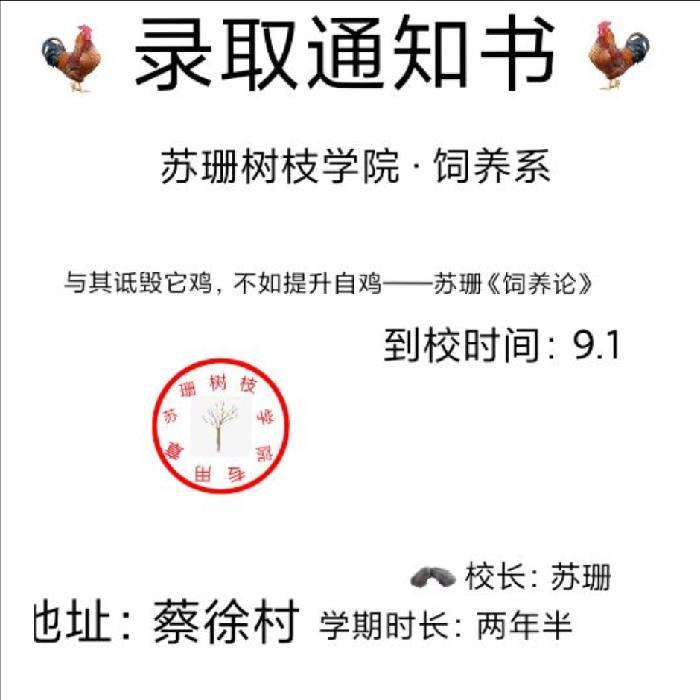 录取通知书
苏珊树枝学院·饲养系
与其诋毁它鸡，不如提升自鸡——苏珊《饲养论》
到校时间：9.1
苏珊树枝学院专用章
校长：苏珊
地址：蔡徐村 学期时长：两年半